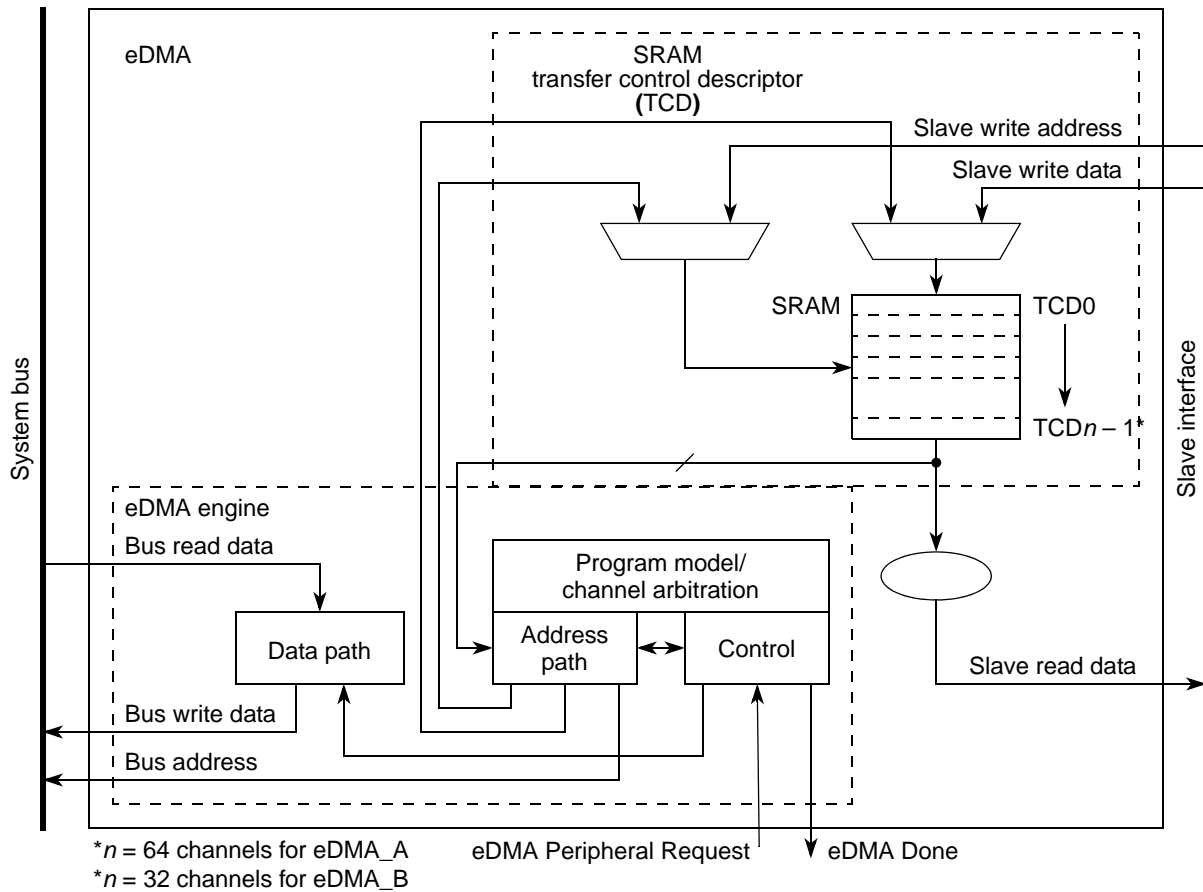 eDMA
SRAM
transfer control descriptor
(TCD)
Slave write address
Slave write data
SRAM
TCD0
TCDn – 1*
System bus
Slave interface
eDMA engine
Bus read data
Program model/
channel arbitration
Data path
Address
path
Control
Slave read data
Bus write data
Bus address
*n = 64 channels for eDMA_A
*n = 32 channels for eDMA_B
eDMA Peripheral Request
eDMA Done